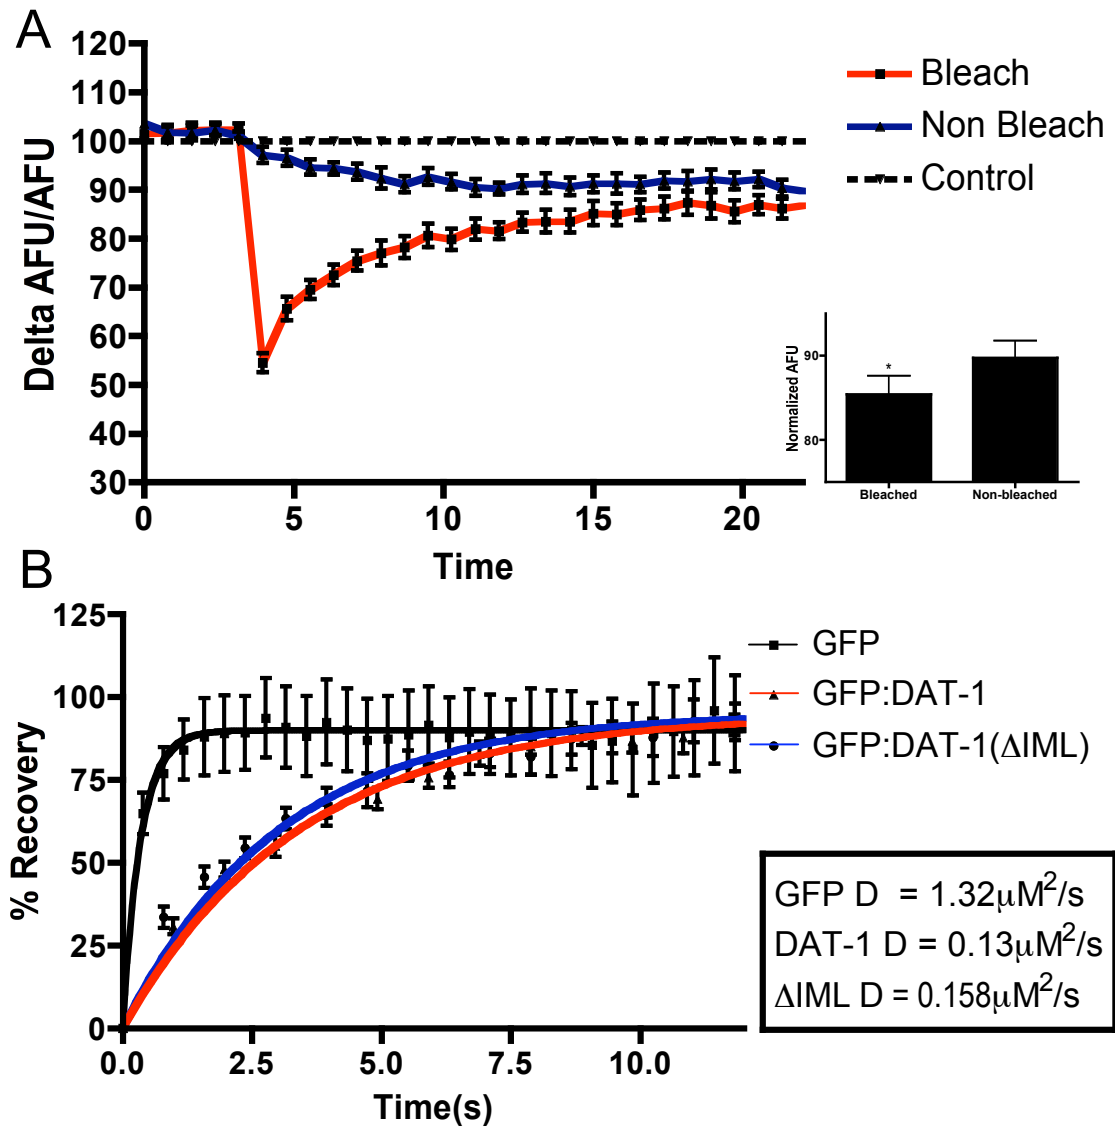 A
120
110
100
90
80
70
60
50
40
30
Delta AFU/AFU
0
5
10
15
20
Time
Bleach
Non Bleach
Control
Normalized AFU
90
80
*
Bleached
Non-bleached
B
125
100
75
50
25
0
% Recovery
0.0
2.5
5.0
7.5
10.0
Time(s)
GFP
GFP:DAT-1
GFP:DAT-1(ΔIML)
GFP D = 1.32μM²/s
DAT-1 D = 0.13μM²/s
ΔIML D = 0.158μM²/s